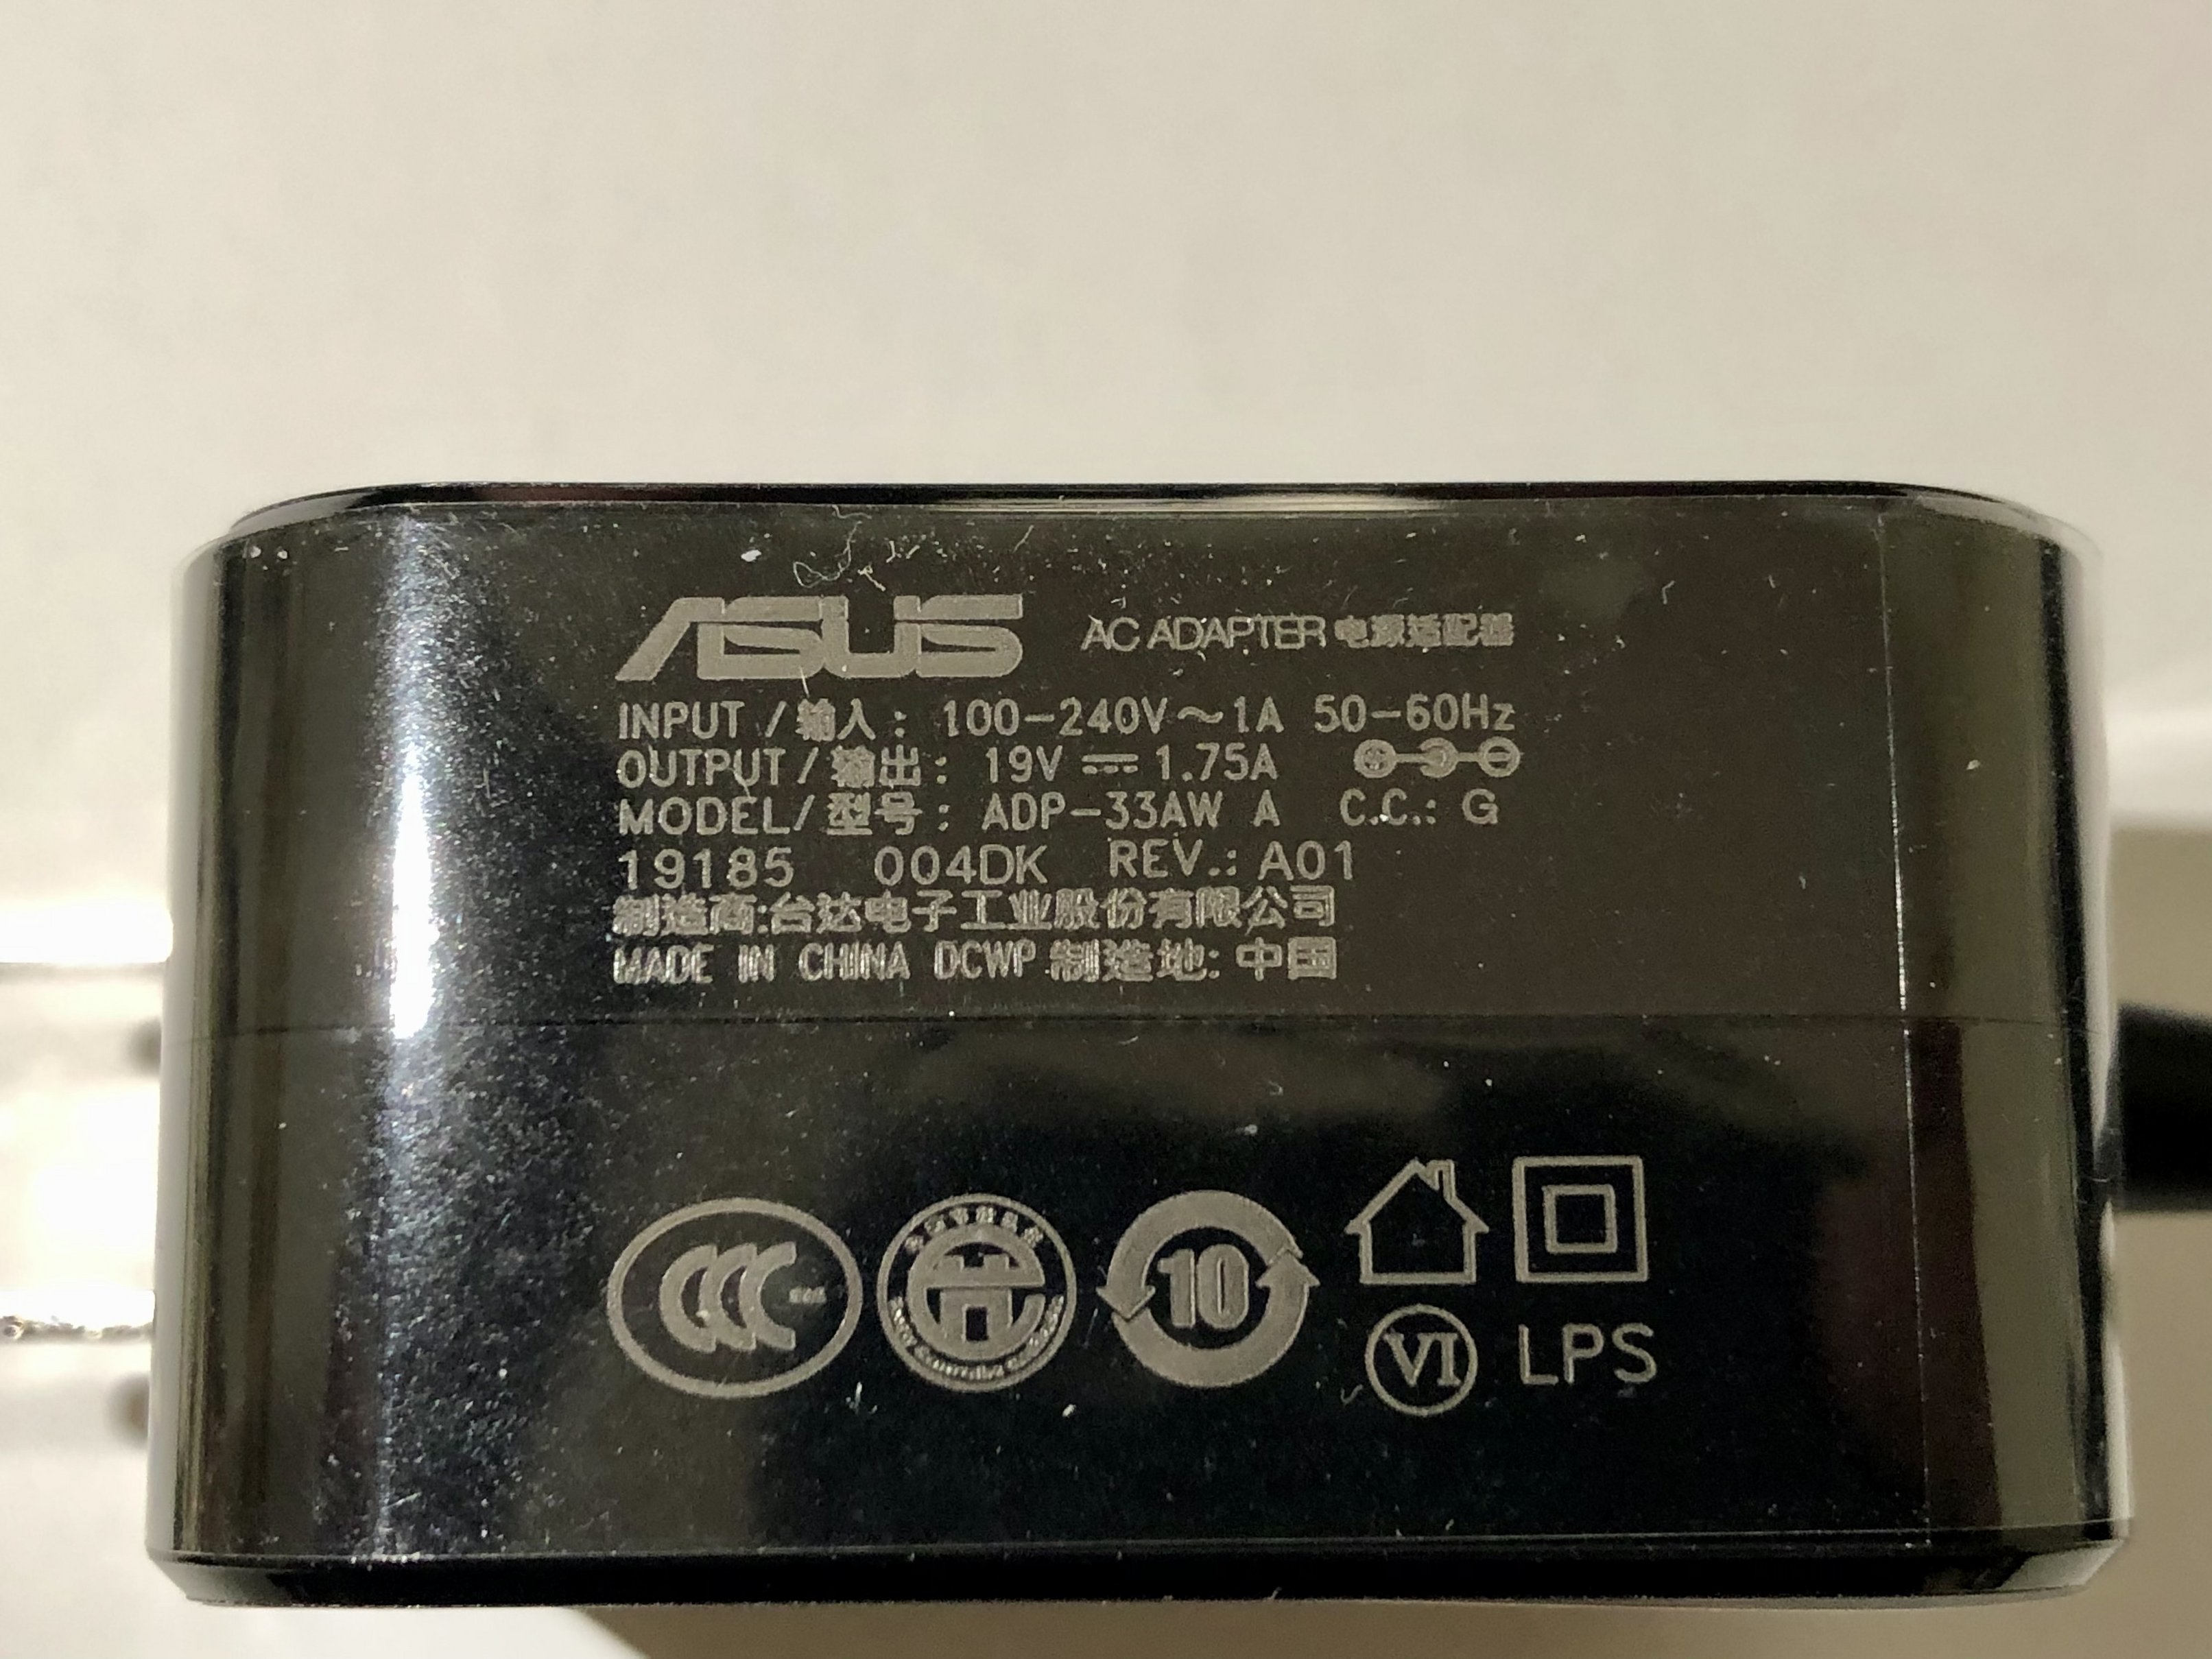 ASUS AC ADAPTER 电源适配器
INPUT / 输入 : 100-240V～1A 50-60Hz
OUTPUT / 输出 : 19V ⎓ 1.75A
MODEL/ 型号 : ADP-33AW A C.C.: G
19185 004DK REV.: A01
制造商:台达电子工业股份有限公司
MADE IN CHINA DCWP 制造地: 中国
CCC
10
VI LPS